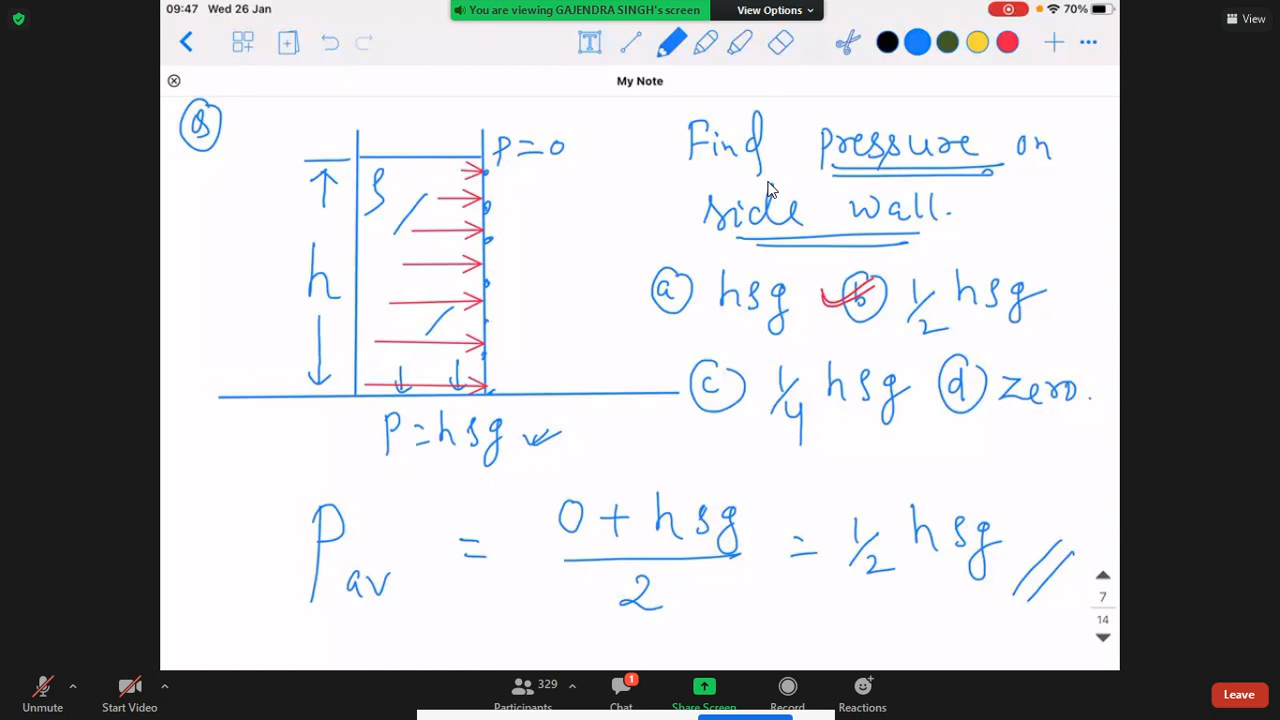 09:47 Wed 26 Jan
You are viewing GAJENDRA SINGH's screen
View Options
70%
View
My Note
Q
P=0
ρ
h
P=hρg
Find pressure on
side wall.
(a) hρg (b) 1/2 hρg
(c) 1/4 hρg (d) zero.
P av = 0 + hρg / 2 = 1/2 hρg //
7
14
Unmute
Start Video
329
Participants
1
Chat
Share Screen
Record
Reactions
Leave